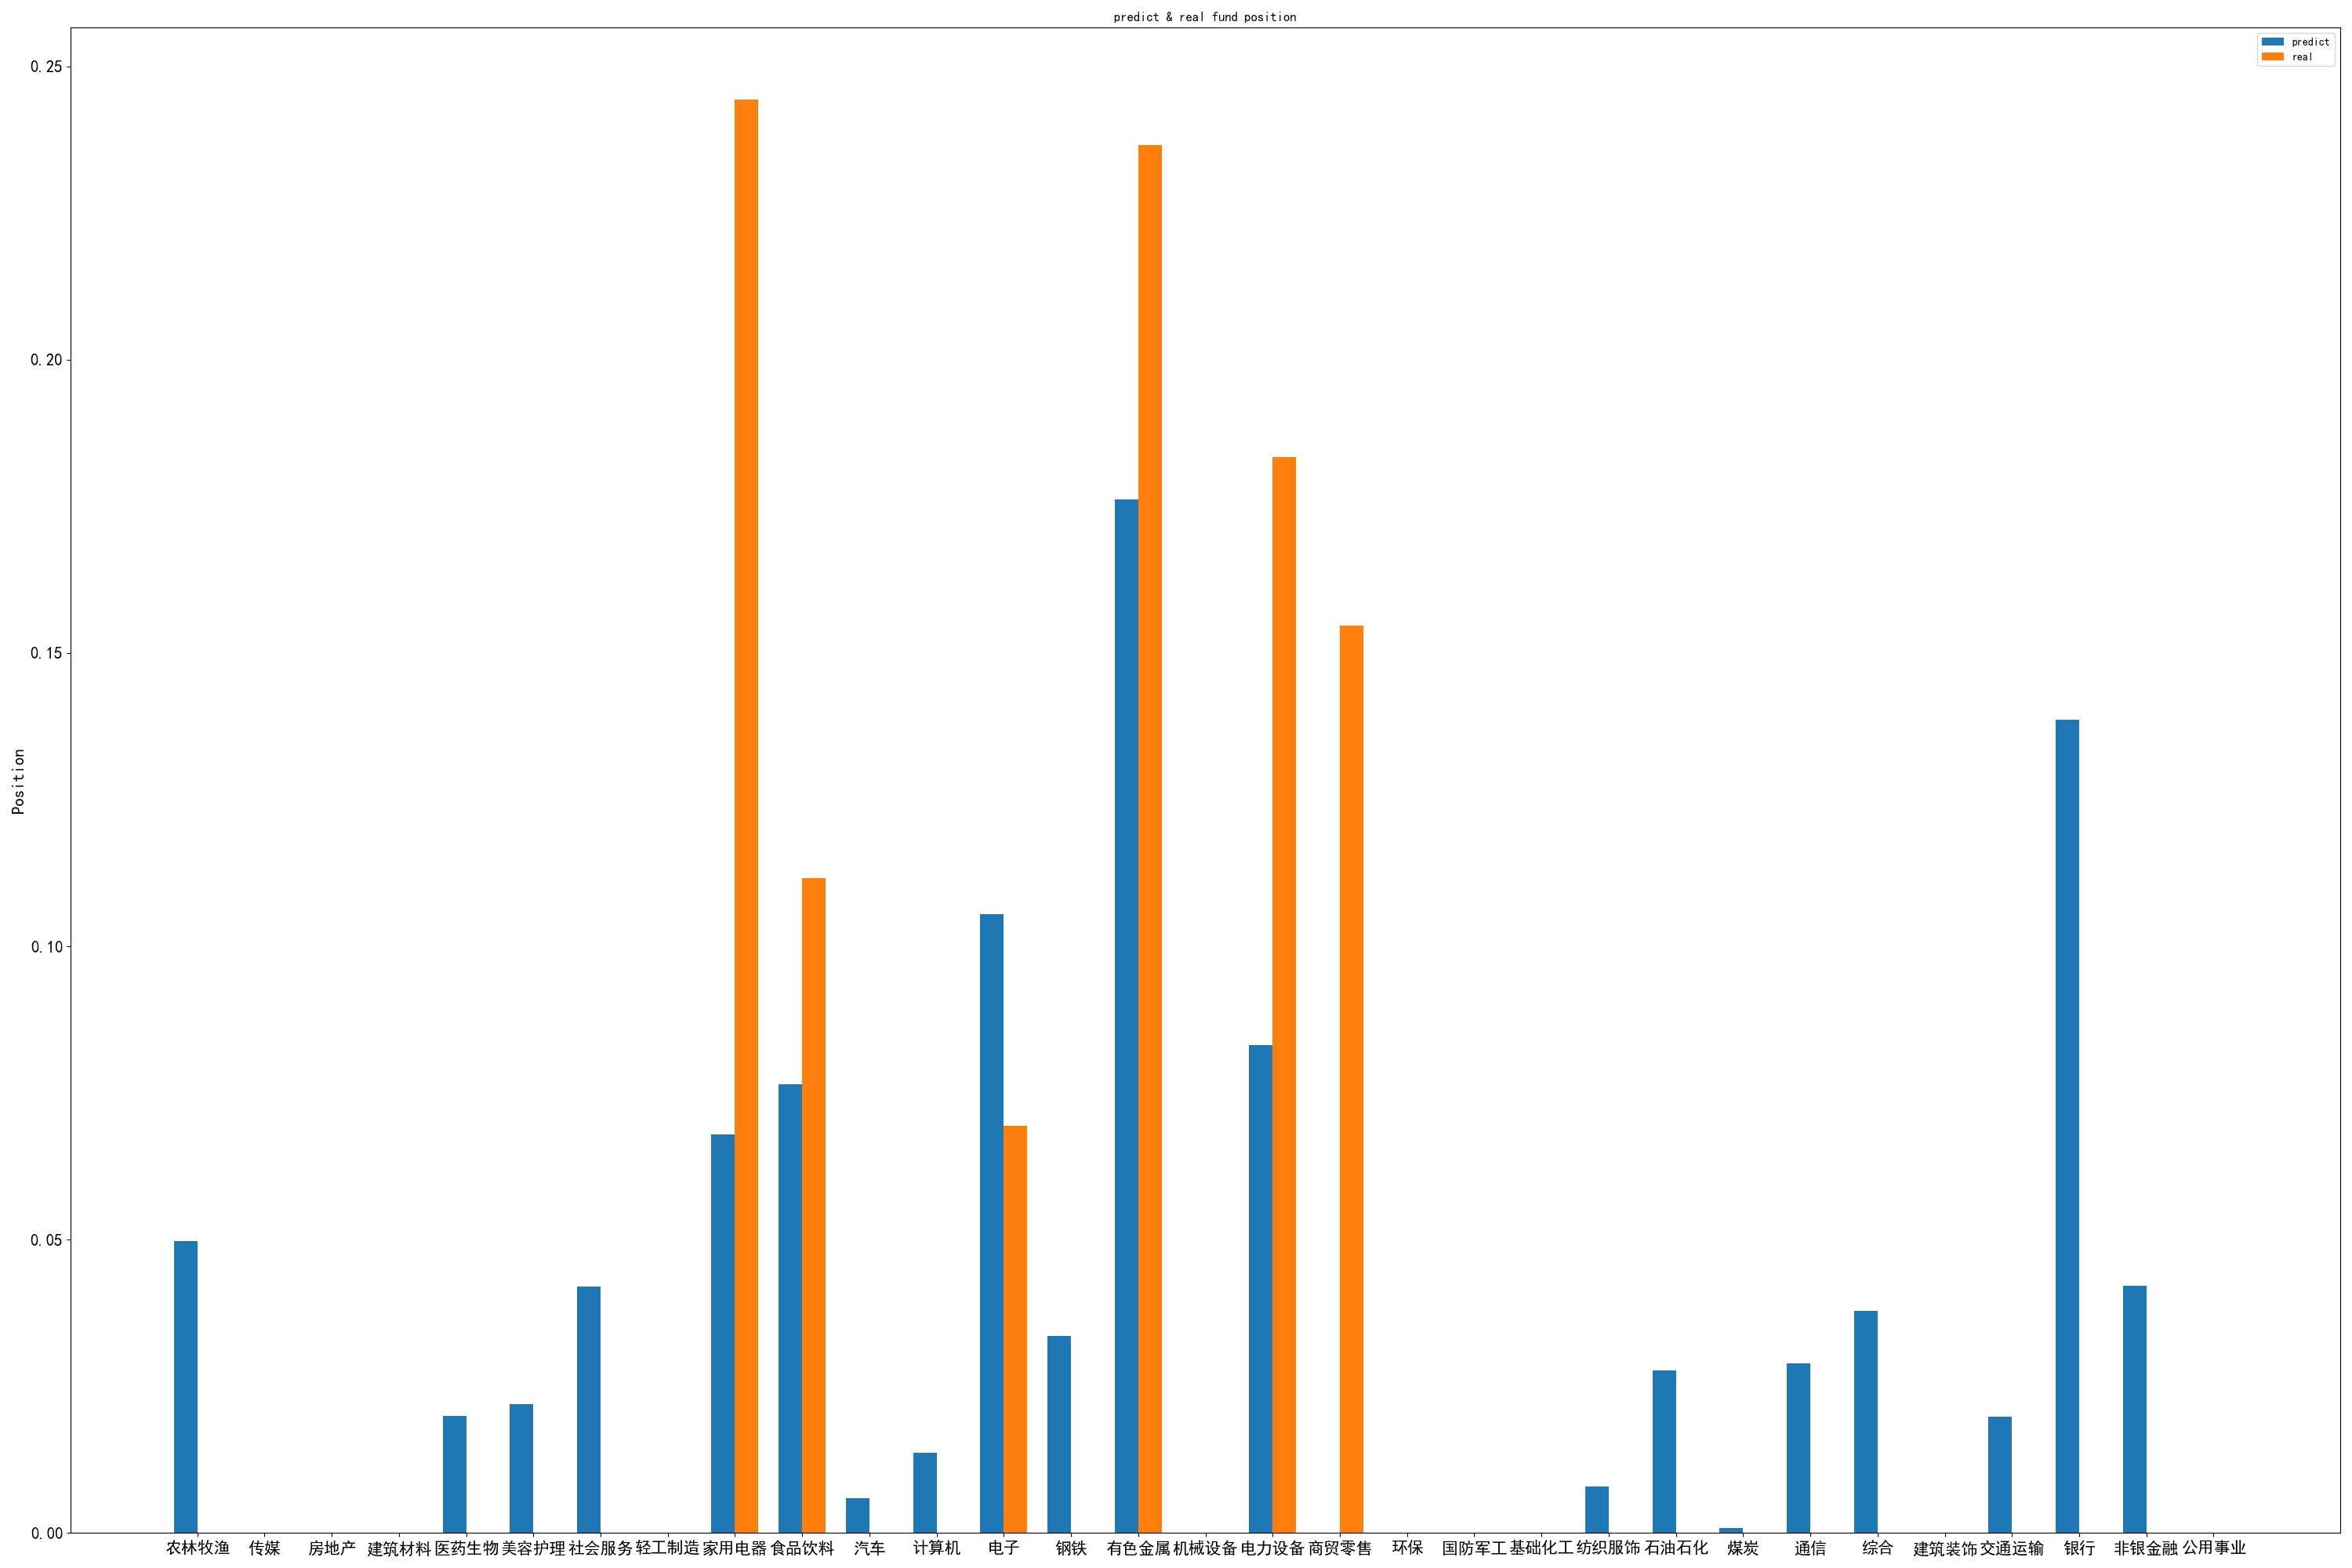 predict & real fund position
predict
real
Position
0.25
0.20
0.15
0.10
0.05
0.00
农林牧渔 传媒 房地产 建筑材料 医药生物 美容护理 社会服务 轻工制造 家用电器 食品饮料 汽车 计算机 电子 钢铁 有色金属 机械设备 电力设备 商贸零售 环保 国防军工 基础化工 纺织服饰 石油石化 煤炭 通信 综合 建筑装饰 交通运输 银行 非银金融 公用事业